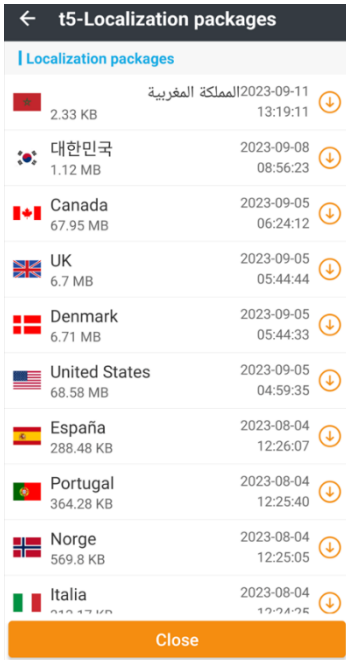 t5-Localization packages
Localization packages
المملكة المغربية 2023-09-11
2.33 KB 13:19:11
대한민국 2023-09-08
1.12 MB 08:56:23
Canada 2023-09-05
67.95 MB 06:24:12
UK 2023-09-05
6.7 MB 05:44:44
Denmark 2023-09-05
6.71 MB 05:44:33
United States 2023-09-05
68.58 MB 04:59:35
España 2023-08-04
288.48 KB 12:26:07
Portugal 2023-08-04
364.28 KB 12:25:40
Norge 2023-08-04
569.8 KB 12:25:05
Italia 2023-08-04
12:24:25
Close